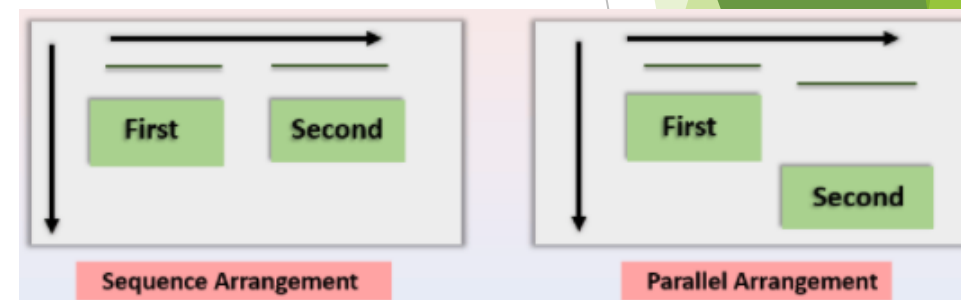 First
Second
Sequence Arrangement
First
Second
Parallel Arrangement